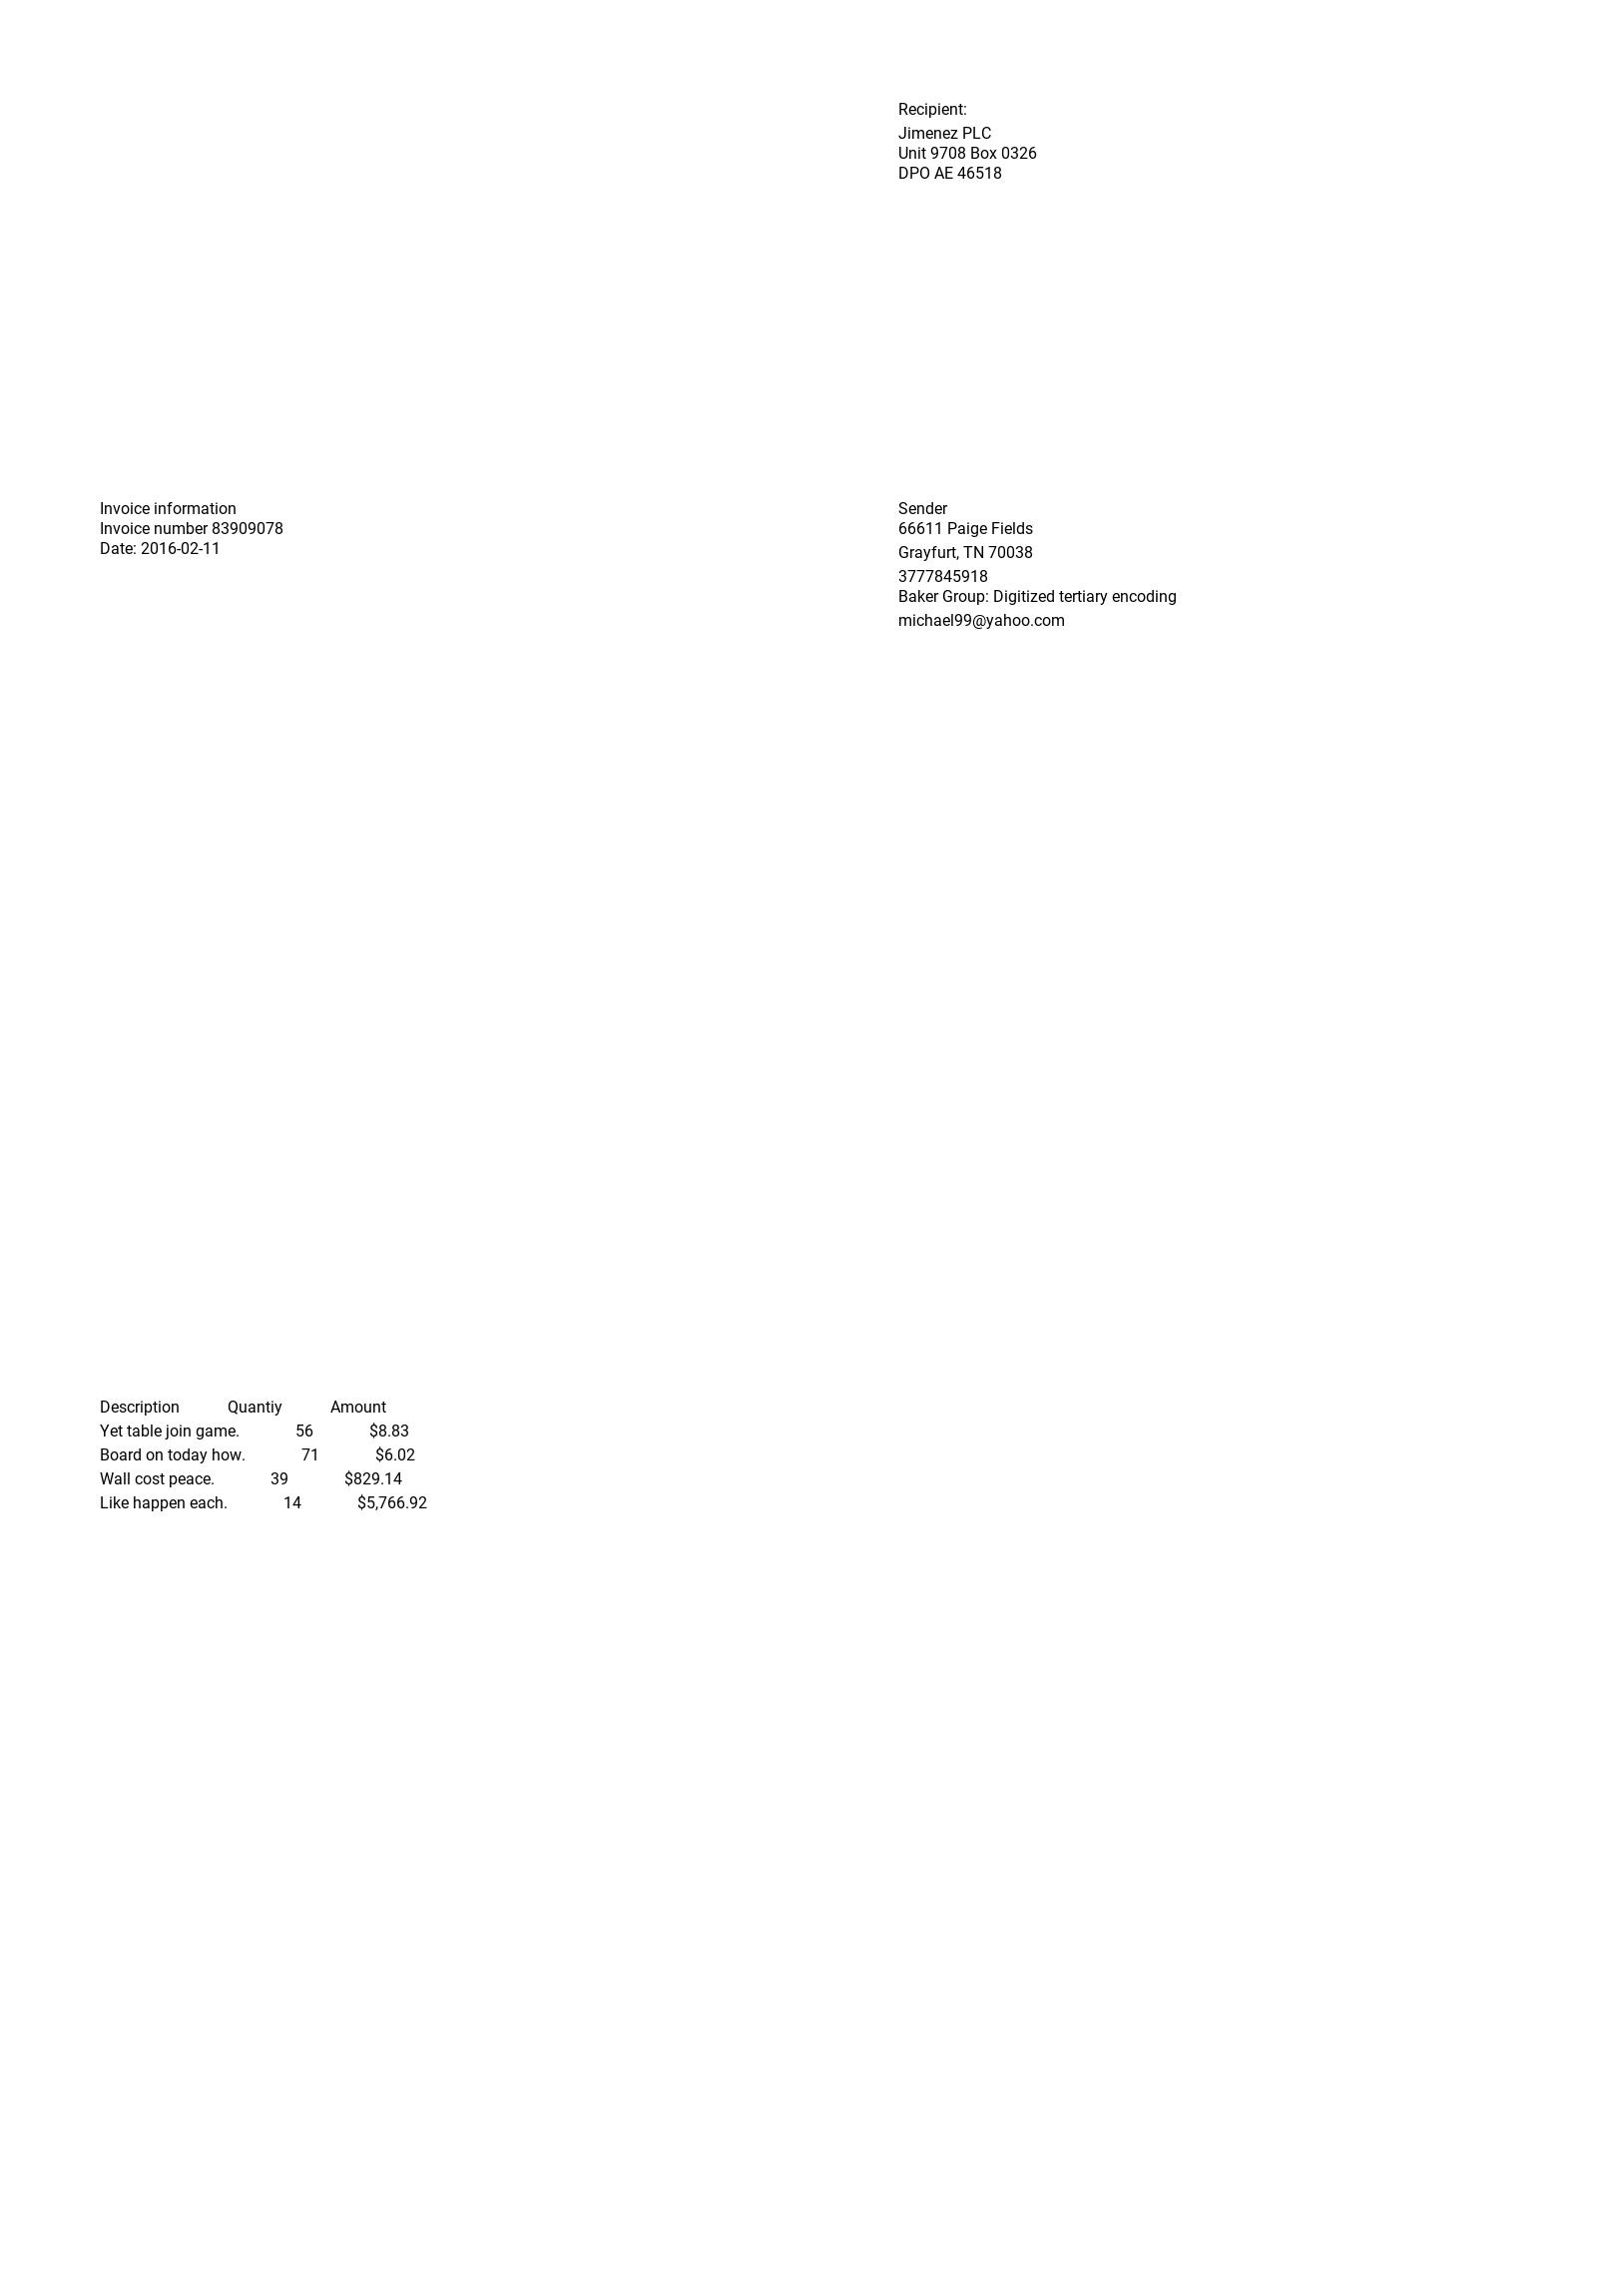 Recipient:
Jimenez PLC
Unit 9708 Box 0326
DPO AE 46518
Invoice information
Invoice number 83909078
Date: 2016-02-11
Sender
66611 Paige Fields
Grayfurt, TN 70038
3777845918
Baker Group: Digitized tertiary encoding
michael99@yahoo.com
Description Quantiy Amount
Yet table join game. 56 $8.83
Board on today how. 71 $6.02
Wall cost peace. 39 $829.14
Like happen each. 14 $5,766.92